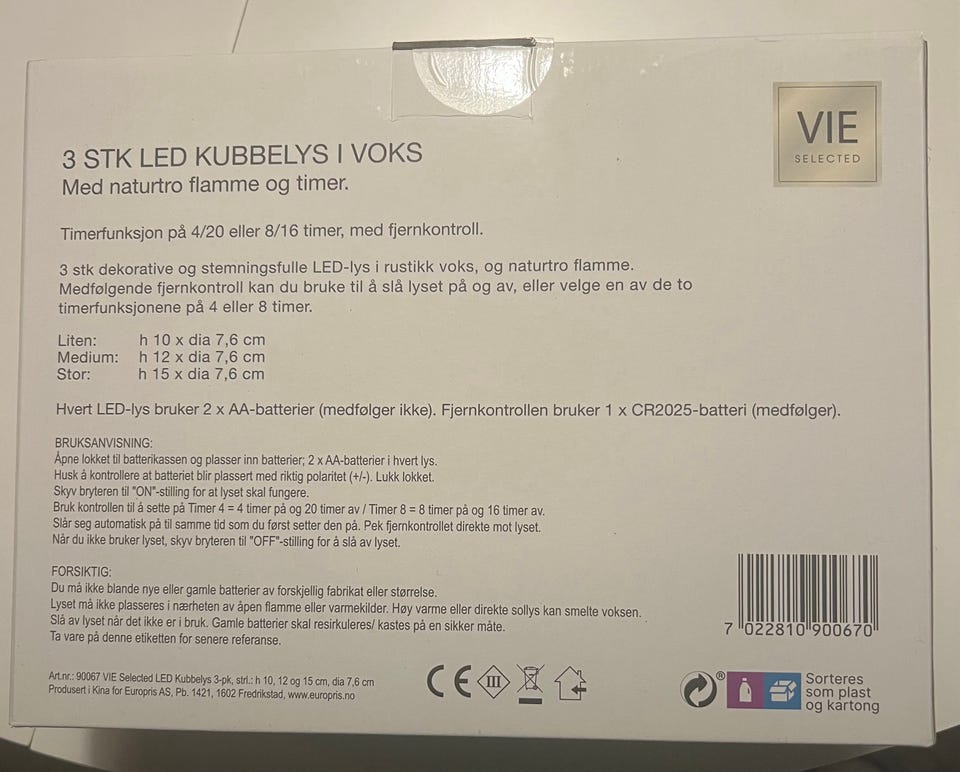 VIE
SELECTED
3 STK LED KUBBELYS I VOKS
Med naturtro flamme og timer.
Timerfunksjon på 4/20 eller 8/16 timer, med fjernkontroll.
3 stk dekorative og stemningsfulle LED-lys i rustikk voks, og naturtro flamme.
Medfølgende fjernkontroll kan du bruke til å slå lyset på og av, eller velge en av de to
timerfunksjonene på 4 eller 8 timer.
Liten: h 10 x dia 7,6 cm
Medium: h 12 x dia 7,6 cm
Stor: h 15 x dia 7,6 cm
Hvert LED-lys bruker 2 x AA-batterier (medfølger ikke). Fjernkontrollen bruker 1 x CR2025-batteri (medfølger).
BRUKSANVISNING:
Åpne lokket til batterikassen og plasser inn batterier; 2 x AA-batterier i hvert lys.
Husk å kontrollere at batteriet blir plassert med riktig polaritet (+/-). Lukk lokket.
Skyv bryteren til "ON"-stilling for at lyset skal fungere.
Bruk kontrollen til å sette på Timer 4 = 4 timer på og 20 timer av / Timer 8 = 8 timer på og 16 timer av.
Slår seg automatisk på til samme tid som du først setter den på. Pek fjernkontrollet direkte mot lyset.
Når du ikke bruker lyset, skyv bryteren til "OFF"-stilling for å slå av lyset.
FORSIKTIG:
Du må ikke blande nye eller gamle batterier av forskjellig fabrikat eller størrelse.
Lyset må ikke plasseres i nærheten av åpen flamme eller varmekilder. Høy varme eller direkte sollys kan smelte voksen.
Slå av lyset når det ikke er i bruk. Gamle batterier skal resirkuleres/ kastes på en sikker måte.
Ta vare på denne etiketten for senere referanse.
7 022810 900670
Art.nr.: 90067 VIE Selected LED Kubbelys 3-pk, strl.: h 10, 12 og 15 cm, dia 7,6 cm
Produsert i Kina for Europris AS, Pb. 1421, 1602 Fredrikstad, www.europris.no
CE III
®
Sorteres
som plast
og kartong